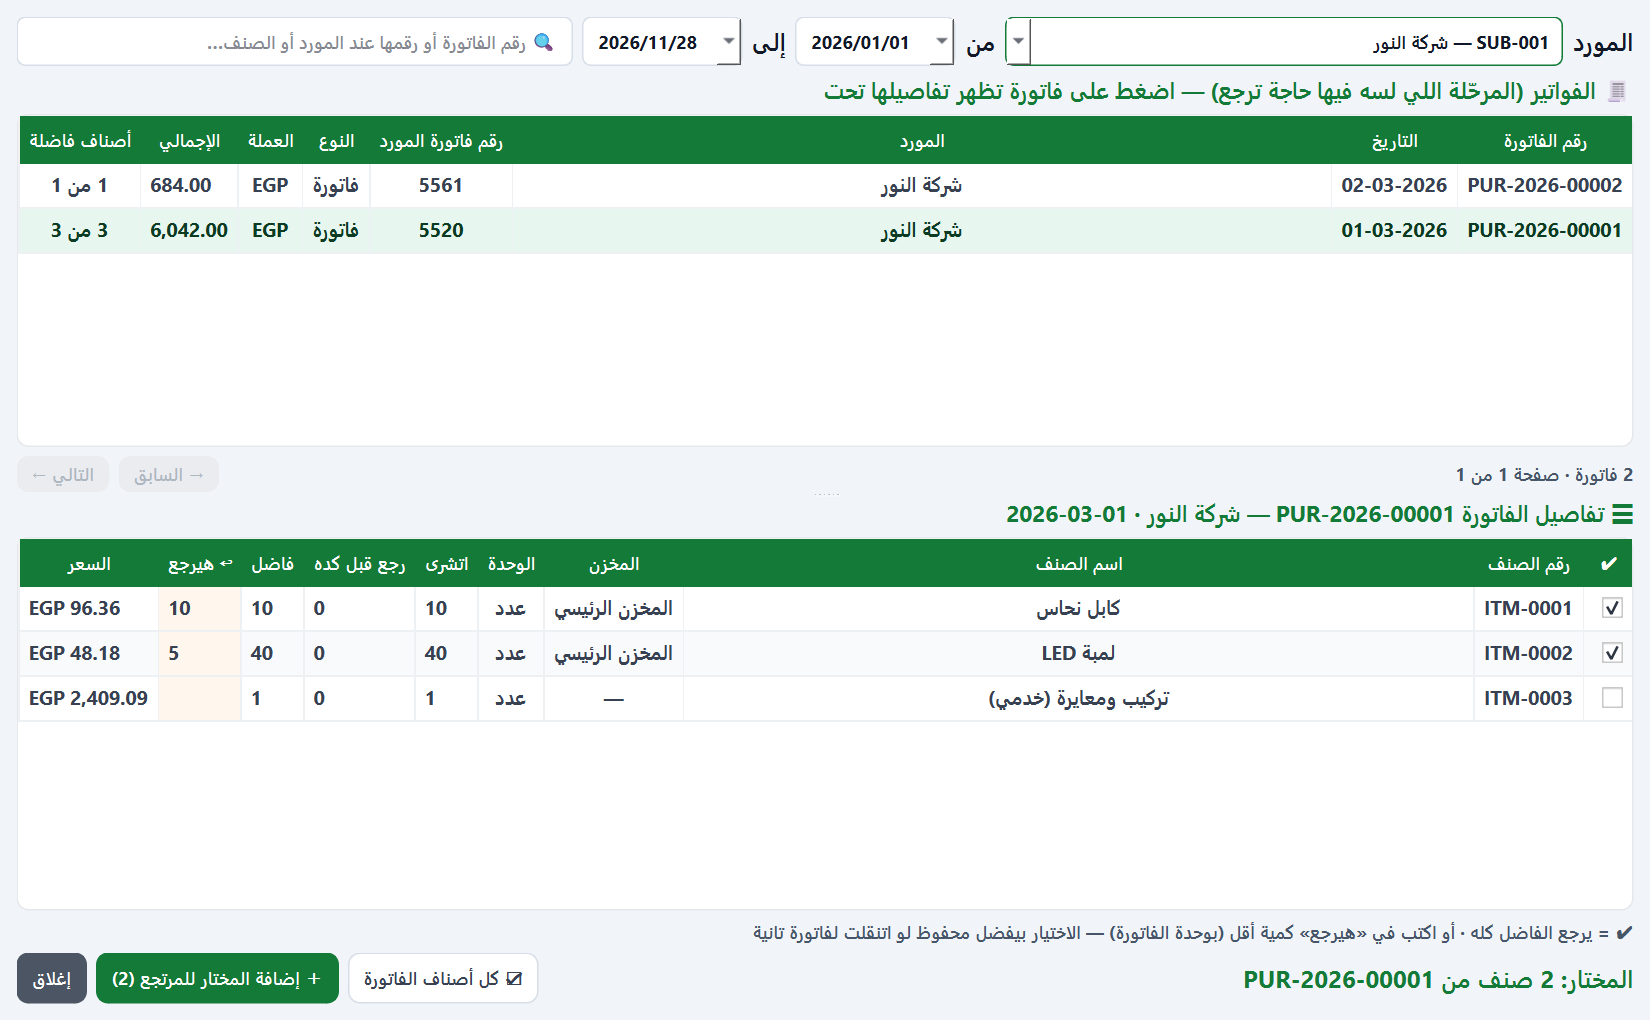 المورد SUB-001 — شركة النور من 2026/01/01 إلى 2026/11/28 رقم الفاتورة أو رقمها عند المورد أو الصنف...
الفواتير (المرحّلة اللي لسه فيها حاجة ترجع) — اضغط على فاتورة تظهر تفاصيلها تحت
رقم الفاتورة التاريخ المورد رقم فاتورة المورد النوع العملة الإجمالي أصناف فاضلة
PUR-2026-00002 02-03-2026 شركة النور 5561 فاتورة EGP 684.00 1 من 1
PUR-2026-00001 01-03-2026 شركة النور 5520 فاتورة EGP 6,042.00 3 من 3
2 فاتورة · صفحة 1 من 1 → السابق التالي ←
☰ تفاصيل الفاتورة PUR-2026-00001 — شركة النور · 01-03-2026
✔ رقم الصنف اسم الصنف المخزن الوحدة اتشرى رجع قبل كده فاضل ↩ هيرجع السعر
ITM-0001 كابل نحاس المخزن الرئيسي عدد 10 0 10 10 EGP 96.36
ITM-0002 لمبة LED المخزن الرئيسي عدد 40 0 40 5 EGP 48.18
ITM-0003 تركيب ومعايرة (خدمي) — عدد 1 0 1 EGP 2,409.09
✔ = يرجع الفاضل كله · أو اكتب في «هيرجع» كمية أقل (بوحدة الفاتورة) — الاختيار بيفضل محفوظ لو اتنقلت لفاتورة تانية
المختار: 2 صنف من PUR-2026-00001 ☑ كل أصناف الفاتورة + إضافة المختار للمرتجع (2) إغلاق